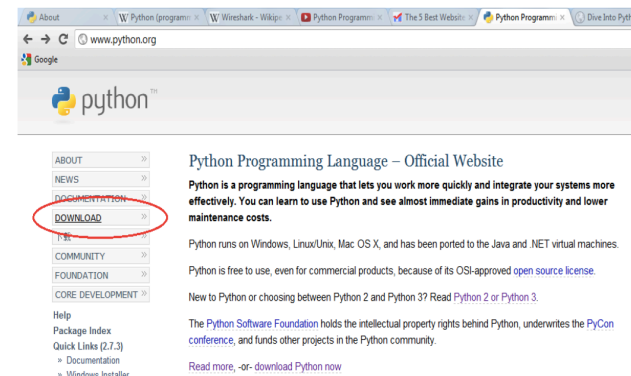 About
Python (programm
Wireshark - Wikipe
Python Programm
The 5 Best Website
Python Programm
Dive Into Pyth
www.python.org
Google
python™
ABOUT »
NEWS »
DOCUMENTATION »
DOWNLOAD »
下载 »
COMMUNITY »
FOUNDATION »
CORE DEVELOPMENT »
Help
Package Index
Quick Links (2.7.3)
» Documentation
» Windows Installer
Python Programming Language – Official Website
Python is a programming language that lets you work more quickly and integrate your systems more
effectively. You can learn to use Python and see almost immediate gains in productivity and lower
maintenance costs.
Python runs on Windows, Linux/Unix, Mac OS X, and has been ported to the Java and .NET virtual machines.
Python is free to use, even for commercial products, because of its OSI-approved open source license.
New to Python or choosing between Python 2 and Python 3? Read Python 2 or Python 3.
The Python Software Foundation holds the intellectual property rights behind Python, underwrites the PyCon
conference, and funds other projects in the Python community.
Read more, -or- download Python now